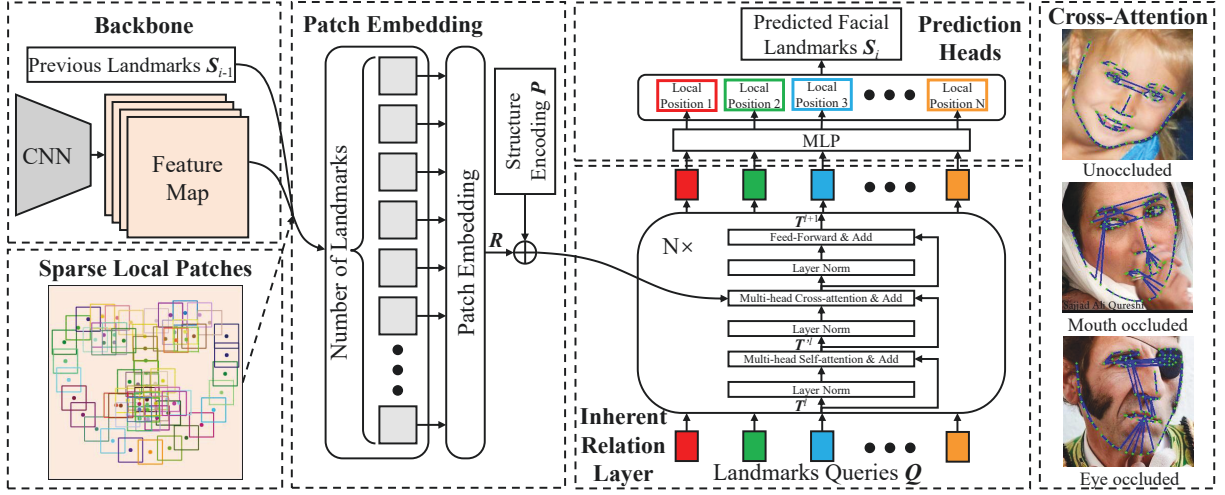 Backbone
Previous Landmarks S_{i-1}
CNN
Feature
Map
Sparse Local Patches
Patch Embedding
Number of Landmarks
Patch Embedding
Structure
Encoding P
R
Predicted Facial
Landmarks S_i
Prediction
Heads
Local
Position 1
Local
Position 2
Local
Position 3
Local
Position N
MLP
N×
T^{l+1}
Feed-Forward & Add
Layer Norm
Multi-head Cross-attention & Add
Layer Norm
T'^l
Multi-head Self-attention & Add
Layer Norm
T^l
Inherent
Relation
Layer
Landmarks Queries Q
Cross-Attention
Unoccluded
Sajjad Ali Qureshi
Mouth occluded
Eye occluded